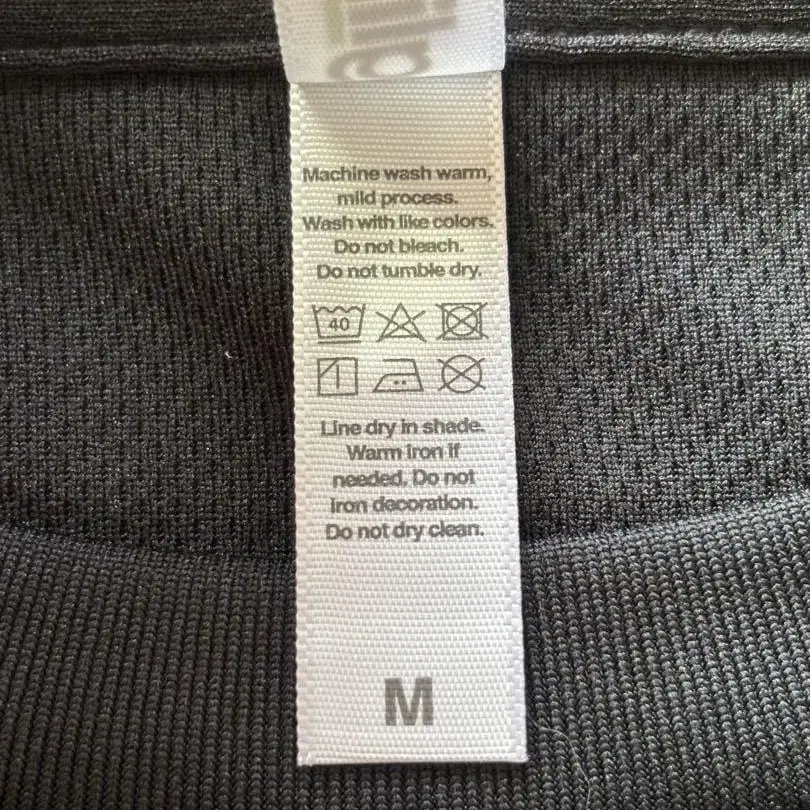 Machine wash warm,
mild process.
Wash with like colors.
Do not bleach.
Do not tumble dry.
40
Line dry in shade.
Warm iron if
needed. Do not
iron decoration.
Do not dry clean.
M